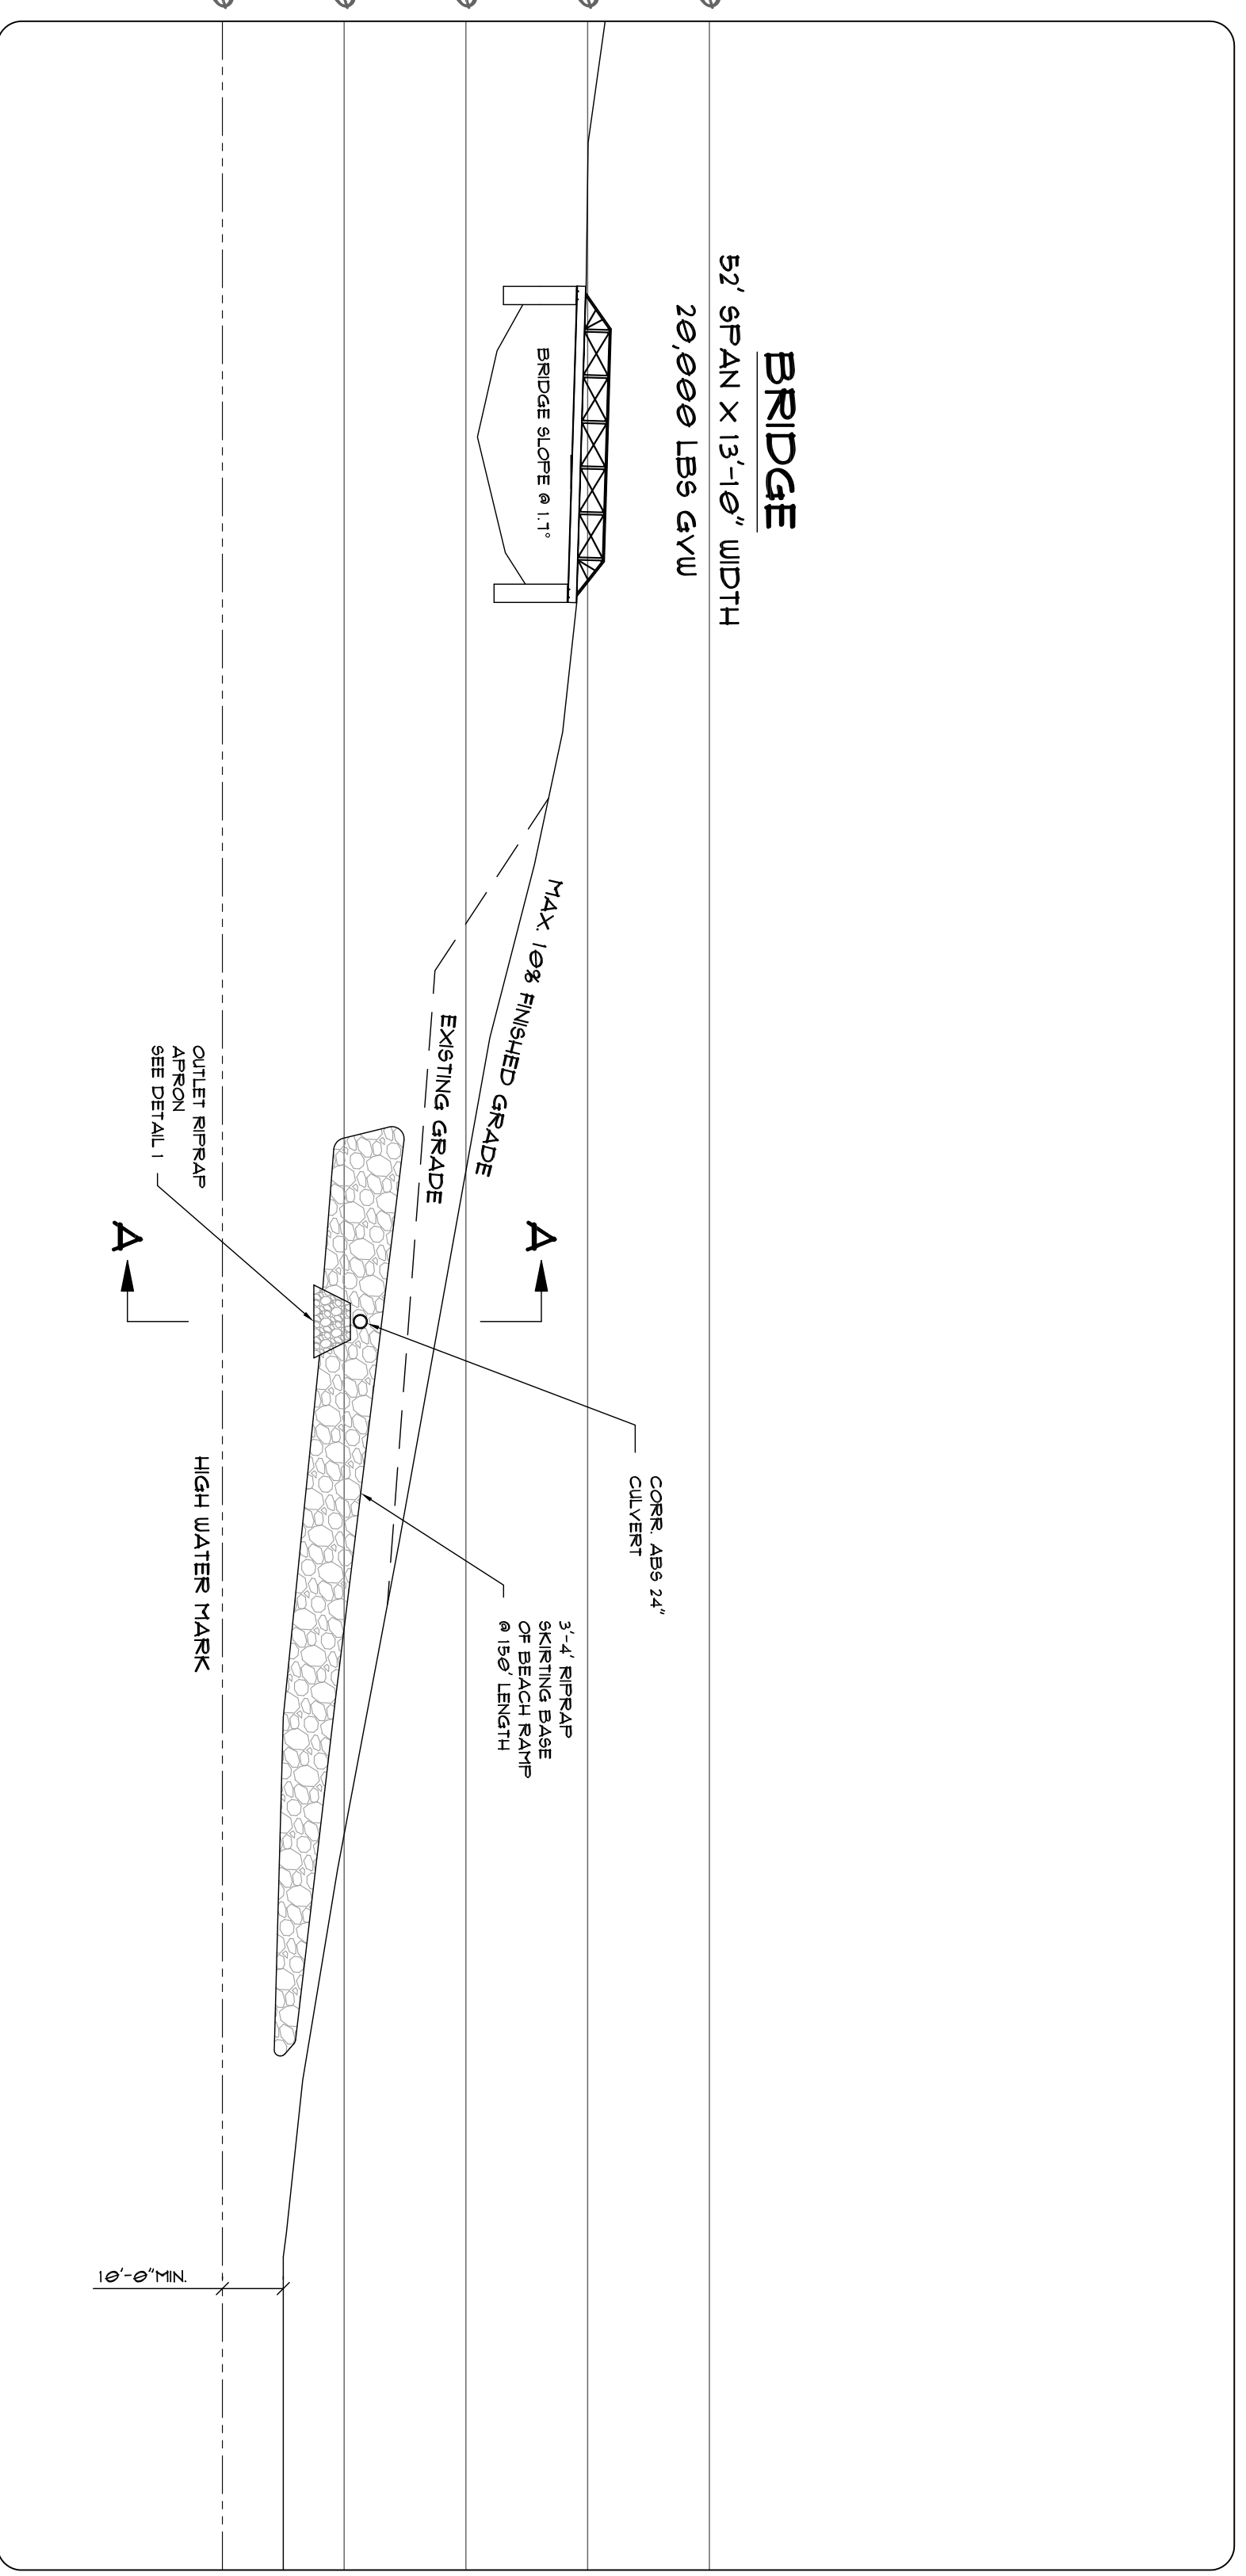 BRIDGE
52' SPAN X 13'-10" WIDTH
20,000 LBS GVW
BRIDGE SLOPE @ 1.7°
MAX. 10% FINISHED GRADE
EXISTING GRADE
OUTLET RIPRAP
APRON
SEE DETAIL 1
A
A
CORR. ABS 24"
CULVERT
3'-4' RIPRAP
SKIRTING BASE
OF BEACH RAMP
@ 150' LENGTH
HIGH WATER MARK
10'-0"MIN.